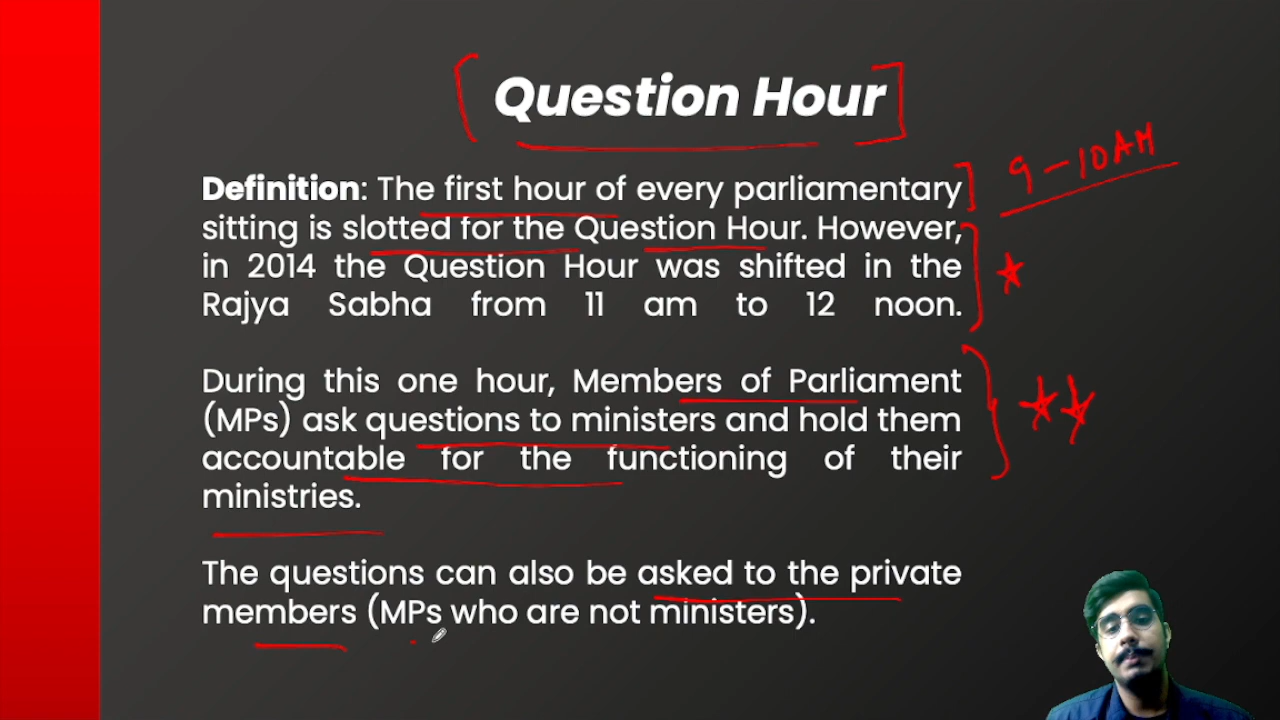 Question Hour
Definition: The first hour of every parliamentary
9-10AM
sitting is slotted for the Question Hour. However,
in 2014 the Question Hour was shifted in the
Rajya Sabha from 11 am to 12 noon.
During this one hour, Members of Parliament
(MPs) ask questions to ministers and hold them
accountable for the functioning of their
ministries.
The questions can also be asked to the private
members (MPs who are not ministers).